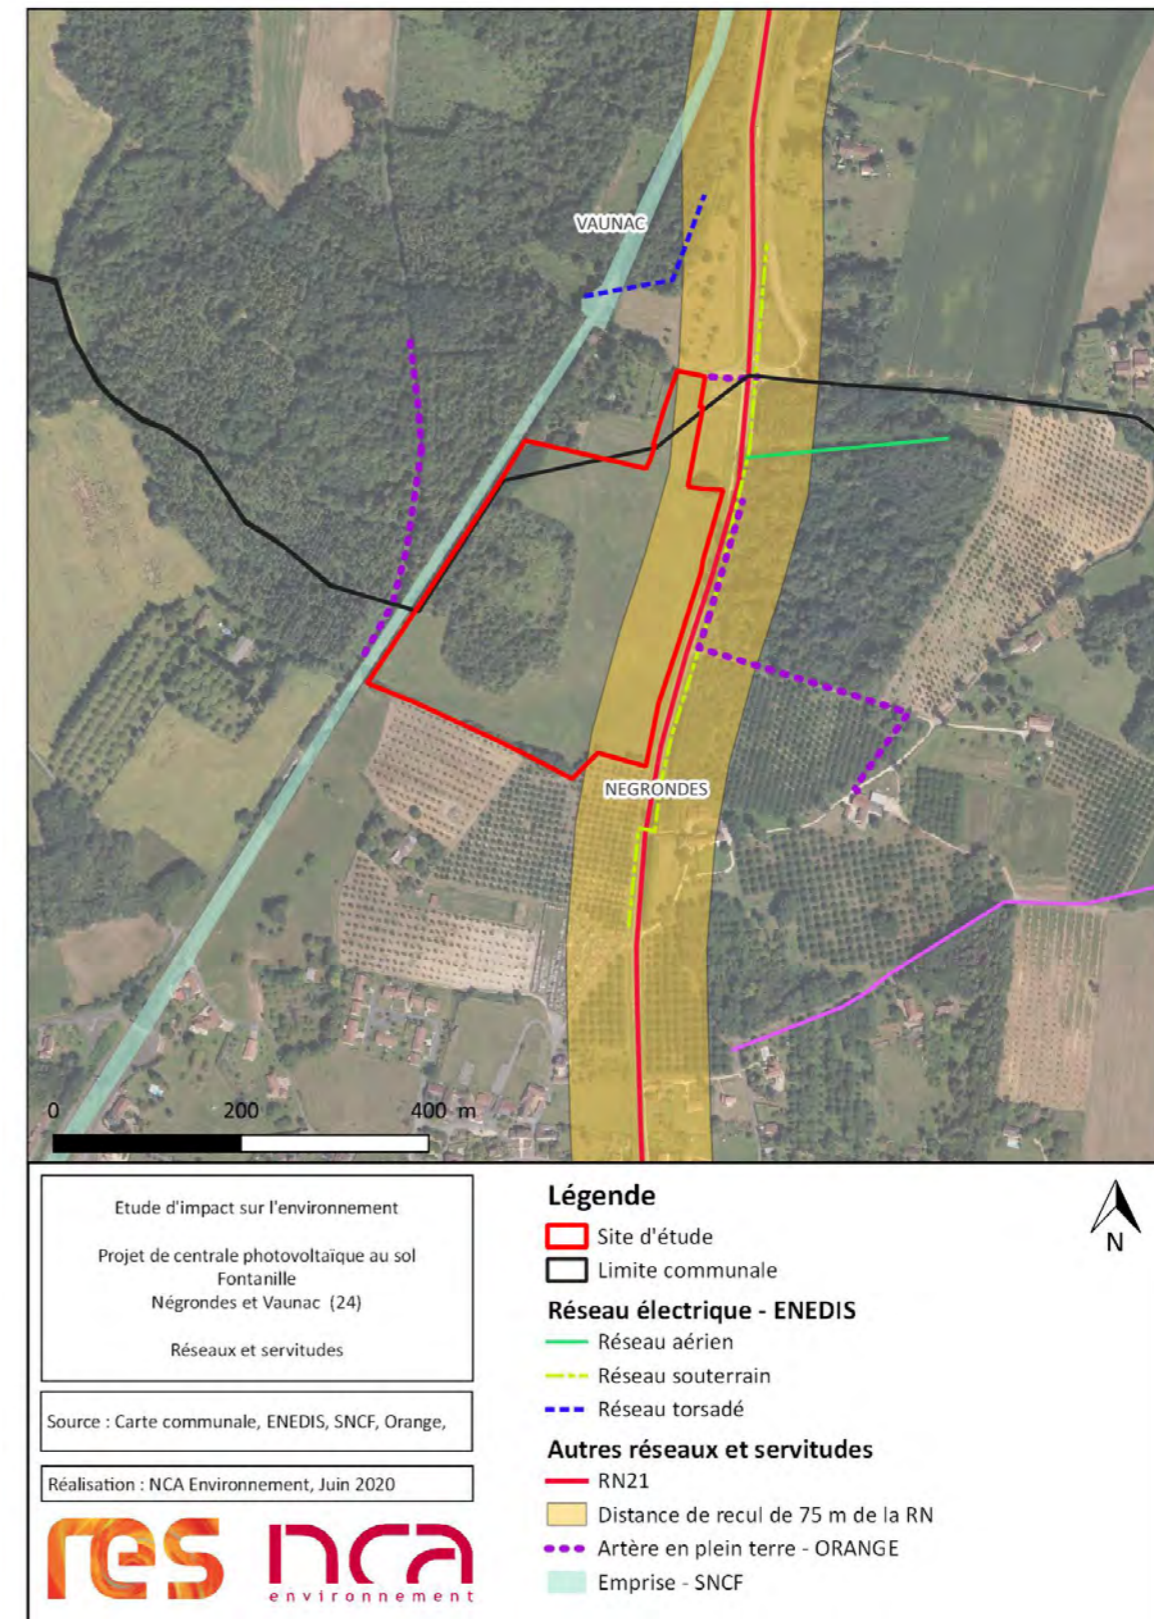 VAUNAC
NEGRONDES
0 200 400 m
Etude d'impact sur l'environnement
Projet de centrale photovoltaïque au sol
Fontanille
Négrondes et Vaunac (24)
Réseaux et servitudes
Source : Carte communale, ENEDIS, SNCF, Orange,
Réalisation : NCA Environnement, Juin 2020
res
nca
environnement
Légende
Site d'étude
Limite communale
Réseau électrique - ENEDIS
Réseau aérien
Réseau souterrain
Réseau torsadé
Autres réseaux et servitudes
RN21
Distance de recul de 75 m de la RN
Artère en plein terre - ORANGE
Emprise - SNCF
N